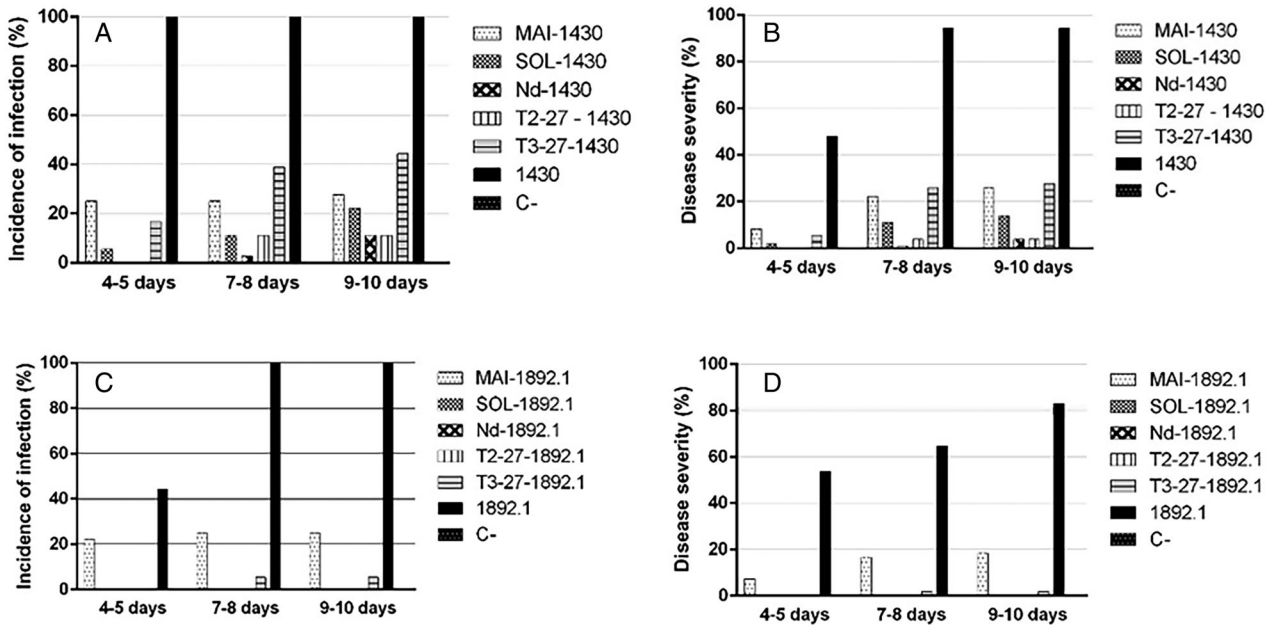 A
Incidence of infection (%)
100
80
60
40
20
0
4-5 days
7-8 days
9-10 days
MAI-1430
SOL-1430
Nd-1430
T2-27 - 1430
T3-27-1430
1430
C-
B
Disease severity (%)
100
80
60
40
20
0
4-5 days
7-8 days
9-10 days
MAI-1430
SOL-1430
Nd-1430
T2-27 - 1430
T3-27-1430
1430
C-
C
Incidence of infection (%)
100
80
60
40
20
0
4-5 days
7-8 days
9-10 days
MAI-1892.1
SOL-1892.1
Nd-1892.1
T2-27-1892.1
T3-27-1892.1
1892.1
C-
D
Disease severity (%)
100
80
60
40
20
0
4-5 days
7-8 days
9-10 days
MAI-1892.1
SOL-1892.1
Nd-1892.1
T2-27-1892.1
T3-27-1892.1
1892.1
C-